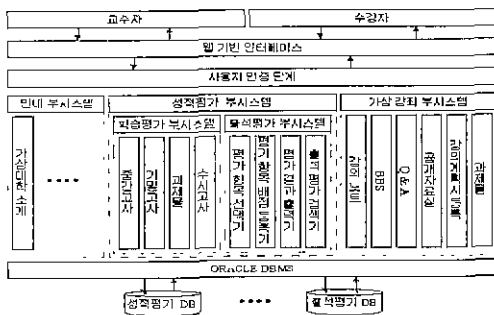 교수자 수강자
웹 기반 인터페이스
사용자 인증 단계
안내 부시스템 성적평가 부시스템 가상 강좌 부시스템
학습평가 부시스템 출석평가 부시스템
가상대학 소개
중간고사
기말고사
과제물
수시고사
평가 항목 선택기
평가 항목 배점 등록기
평가 결과 출력기
출석 평가 검색기
강의 노트
BBS
Q&A
공개자료실
강의계획서 등록
과제물
ORACLE DBMS
성적평가 DB 출석평가 DB